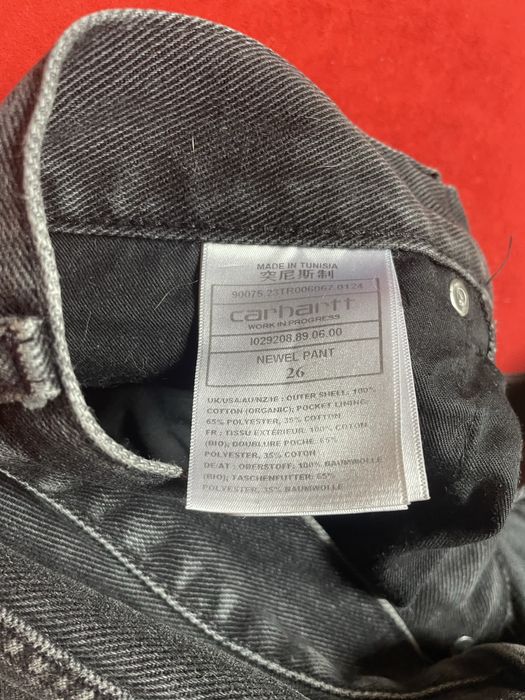 MADE IN TUNISIA
突尼斯制
90075.23TR006067.0124
carhartt
WORK IN PROGRESS
I029208.89.06.00
NEWEL PANT
26
UK/USA/AU/NZ/IE : OUTER SHELL: 100%
COTTON (ORGANIC); POCKET LINING:
65% POLYESTER, 35% COTTON
FR : TISSU EXTÉRIEUR: 100% COTON
(BIO); DOUBLURE POCHE: 65%
POLYESTER, 35% COTON
DE/AT : OBERSTOFF: 100% BAUMWOLLE
(BIO); TASCHENFUTTER: 65%
POLYESTER, 35% BAUMWOLLE